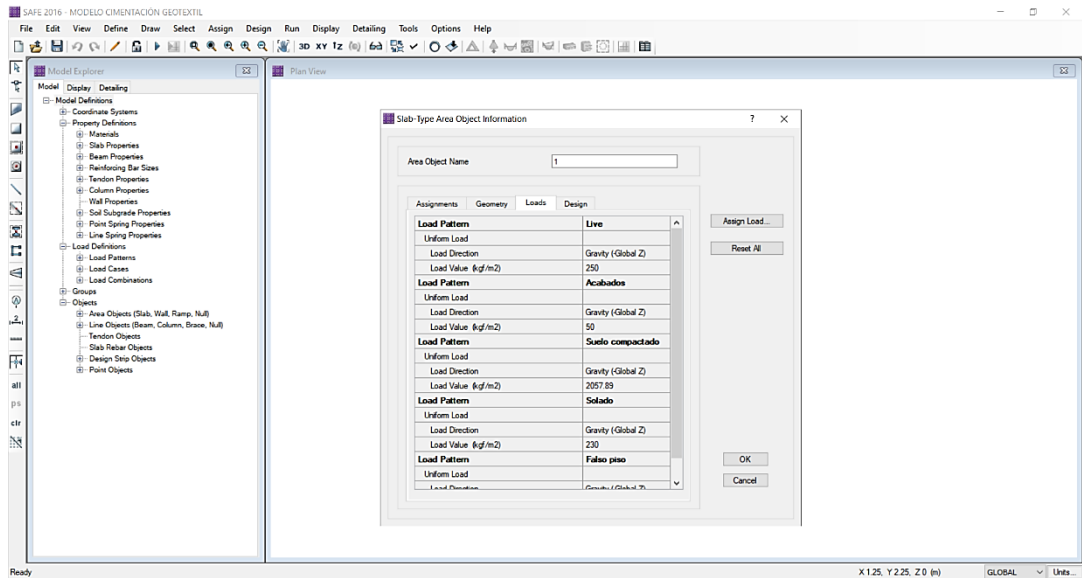 SAFE 2016 - MODELO CIMENTACIÓN GEOTEXTIL
File Edit View Define Draw Select Assign Design Run Display Detailing Tools Options Help
3D XY
Model Explorer
Model Display Detailing
Model Definitions
Coordinate Systems
Property Definitions
Materials
Slab Properties
Beam Properties
Reinforcing Bar Sizes
Tendon Properties
Column Properties
Wall Properties
Soil Subgrade Properties
Point Spring Properties
Line Spring Properties
Load Definitions
Load Patterns
Load Cases
Load Combinations
Groups
Objects
Area Objects (Slab, Wall, Ramp, Null)
Line Objects (Beam, Column, Brace, Null)
Tendon Objects
Slab Rebar Objects
Design Strip Objects
Point Objects
all
ps
clr
Plan View
Slab-Type Area Object Information ?
Area Object Name 1
Assignments Geometry Loads Design
Load Pattern Live
Uniform Load
Load Direction Gravity (-Global Z)
Load Value (kgf/m2) 250
Load Pattern Acabados
Uniform Load
Load Direction Gravity (-Global Z)
Load Value (kgf/m2) 50
Load Pattern Suelo compactado
Uniform Load
Load Direction Gravity (-Global Z)
Load Value (kgf/m2) 2057.89
Load Pattern Solado
Uniform Load
Load Direction Gravity (-Global Z)
Load Value (kgf/m2) 230
Load Pattern Falso piso
Uniform Load
Load Direction Gravity (-Global Z)
Assign Load...
Reset All
OK
Cancel
Ready X 1.25, Y 2.25, Z 0 (m) GLOBAL Units...